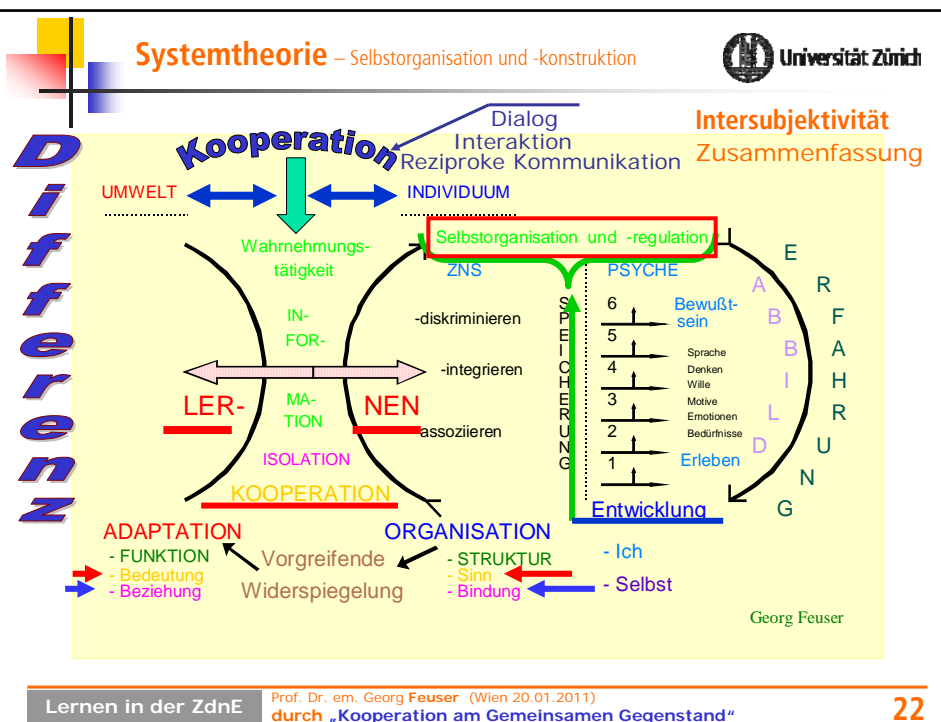 Systemtheorie – Selbstorganisation und -konstruktion
Universität Zürich
Intersubjektivität
Zusammenfassung
Differenz
Kooperation
Dialog
Interaktion
Reziproke Kommunikation
UMWELT
INDIVIDUUM
Wahrnehmungs-
tätigkeit
IN-
FOR-
MA-
TION
LER-
NEN
ISOLATION
KOOPERATION
-diskriminieren
-integrieren
assoziieren
Selbstorganisation und -regulation
ZNS
PSYCHE
SPEICHERUNG
6
5
4
3
2
1
Bewußt-
sein
Sprache
Denken
Wille
Motive
Emotionen
Bedürfnisse
Erleben
ABBILD
ERFAHRUNG
Entwicklung
- Ich
- Selbst
ADAPTATION
- FUNKTION
- Bedeutung
- Beziehung
Vorgreifende
Widerspiegelung
ORGANISATION
- STRUKTUR
- Sinn
- Bindung
Georg Feuser
Lernen in der ZdnE
Prof. Dr. em. Georg Feuser (Wien 20.01.2011)
durch „Kooperation am Gemeinsamen Gegenstand“
22